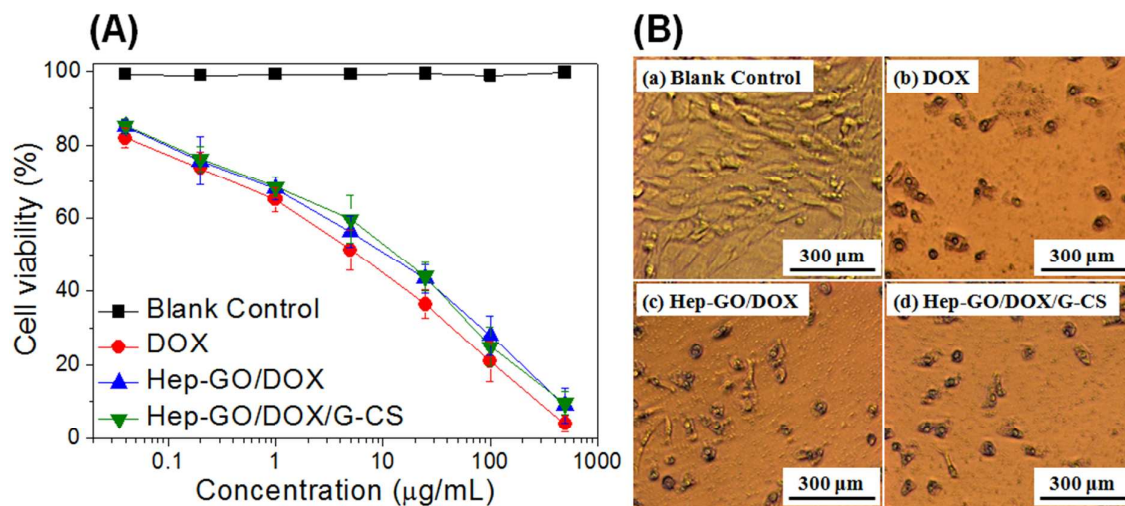 (A)
100
80
60
40
20
0
Cell viability (%)
Blank Control
DOX
Hep-GO/DOX
Hep-GO/DOX/G-CS
0.1
1
10
100
1000
Concentration (μg/mL)
(B)
(a) Blank Control
300 μm
(b) DOX
300 μm
(c) Hep-GO/DOX
300 μm
(d) Hep-GO/DOX/G-CS
300 μm